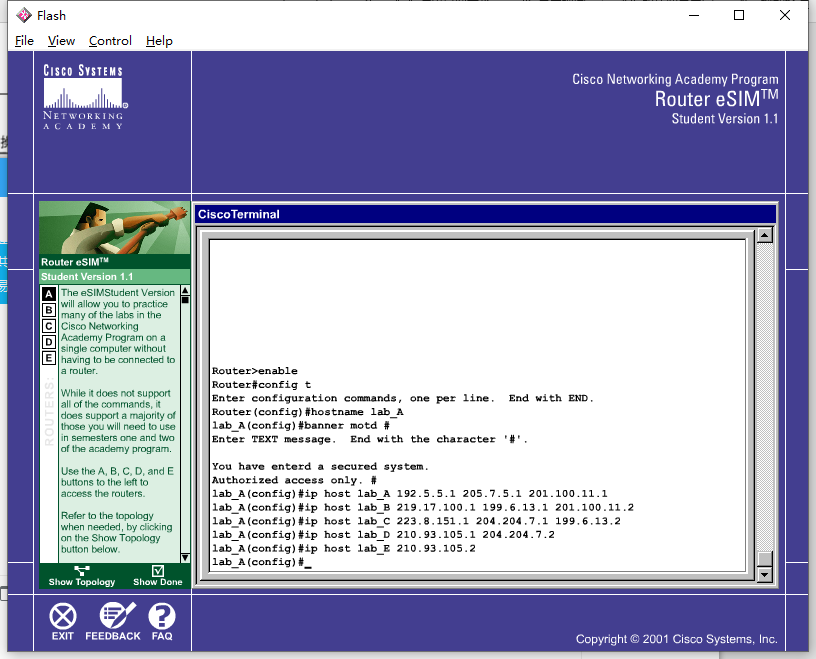 Flash
File View Control Help
CISCO SYSTEMS
NETWORKING
ACADEMY
Cisco Networking Academy Program
Router eSIM™
Student Version 1.1
Router eSIM™
Student Version 1.1
A
B
C
D
E
ROUTERS:
The eSIMStudent Version
will allow you to practice
many of the labs in the
Cisco Networking
Academy Program on a
single computer without
having to be connected to
a router.
While it does not support
all of the commands, it
does support a majority of
those you will need to use
in semesters one and two
of the academy program.
Use the A, B, C, D, and E
buttons to the left to
access the routers.
Refer to the topology
when needed, by clicking
on the Show Topology
button below.
Show Topology Show Done
CiscoTerminal
Router>enable
Router#config t
Enter configuration commands, one per line.  End with END.
Router(config)#hostname lab_A
lab_A(config)#banner motd #
Enter TEXT message.  End with the character '#'.
You have enterd a secured system.
Authorized access only. #
lab_A(config)#ip host lab_A 192.5.5.1 205.7.5.1 201.100.11.1
lab_A(config)#ip host lab_B 219.17.100.1 199.6.13.1 201.100.11.2
lab_A(config)#ip host lab_C 223.8.151.1 204.204.7.1 199.6.13.2
lab_A(config)#ip host lab_D 210.93.105.1 204.204.7.2
lab_A(config)#ip host lab_E 210.93.105.2
lab_A(config)#_
EXIT FEEDBACK FAQ
Copyright © 2001 Cisco Systems, Inc.